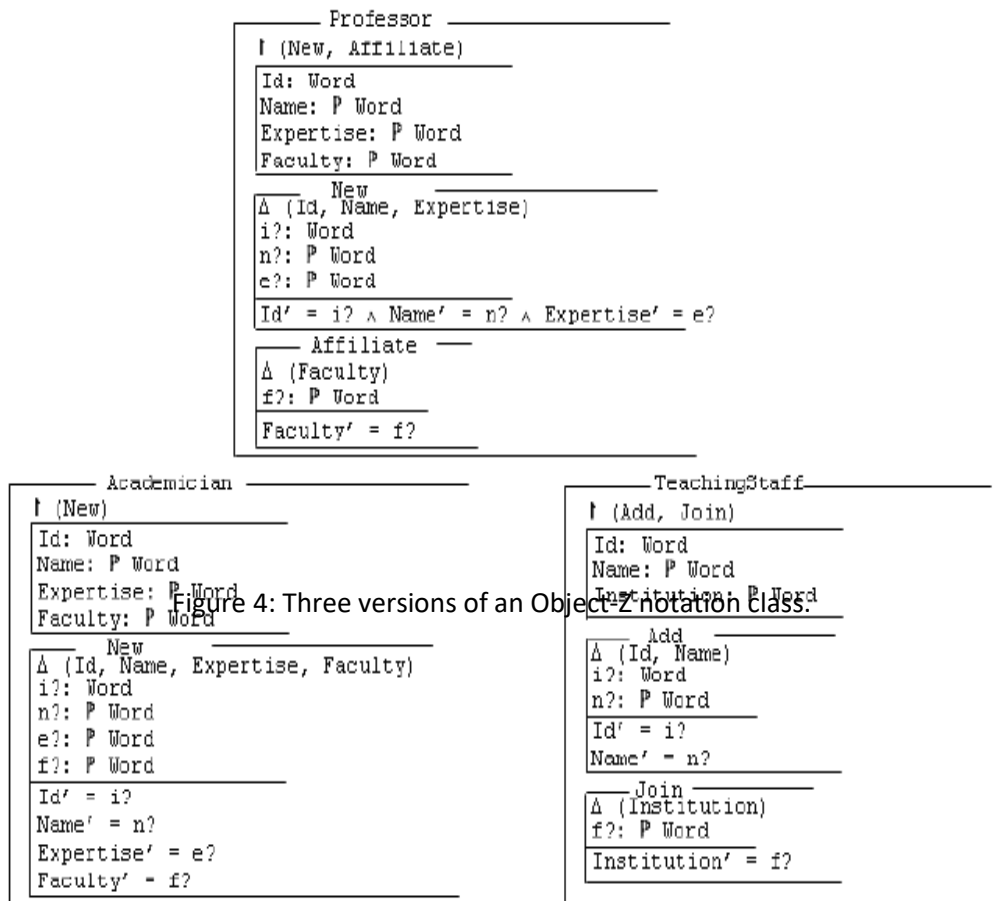 Professor
↾ (New, Affiliate)
Id: Word
Name: ℙ Word
Expertise: ℙ Word
Faculty: ℙ Word
New
Δ (Id, Name, Expertise)
i?: Word
n?: ℙ Word
e?: ℙ Word
Id′ = i? ∧ Name′ = n? ∧ Expertise′ = e?
Affiliate
Δ (Faculty)
f?: ℙ Word
Faculty′ = f?
Academician
↾ (New)
Id: Word
Name: ℙ Word
Expertise: ℙ Word
Faculty: ℙ Word
New
Δ (Id, Name, Expertise, Faculty)
i?: Word
n?: ℙ Word
e?: ℙ Word
f?: ℙ Word
Id′ = i?
Name′ = n?
Expertise′ = e?
Faculty′ = f?
TeachingStaff
↾ (Add, Join)
Id: Word
Name: ℙ Word
Institution: ℙ Word
Add
Δ (Id, Name)
i?: Word
n?: ℙ Word
Id′ = i?
Name′ = n?
Join
Δ (Institution)
f?: ℙ Word
Institution′ = f?
Figure 4: Three versions of an Object-Z notation class.